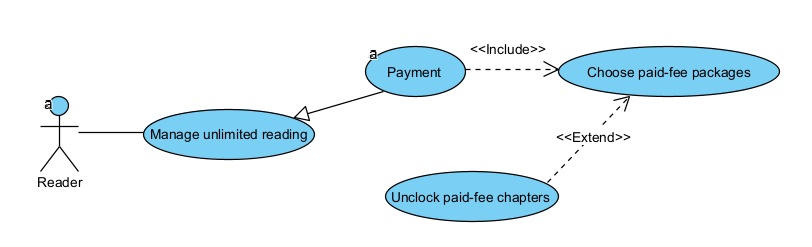 a
Payment
<<Include>>
Choose paid-fee packages
a
Manage unlimited reading
<<Extend>>
Reader
Unclock paid-fee chapters